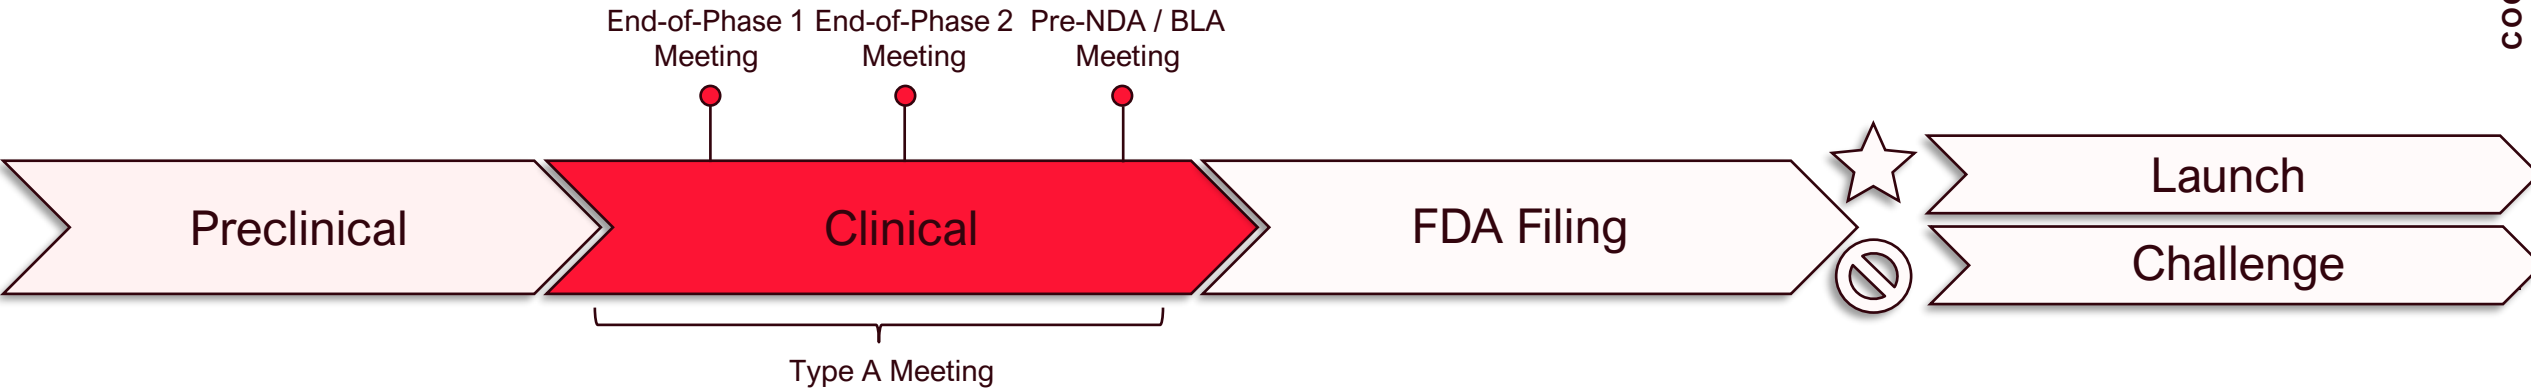 End-of-Phase 1
Meeting
End-of-Phase 2
Meeting
Pre-NDA / BLA
Meeting
Preclinical
Clinical
FDA Filing
Launch
Challenge
Type A Meeting